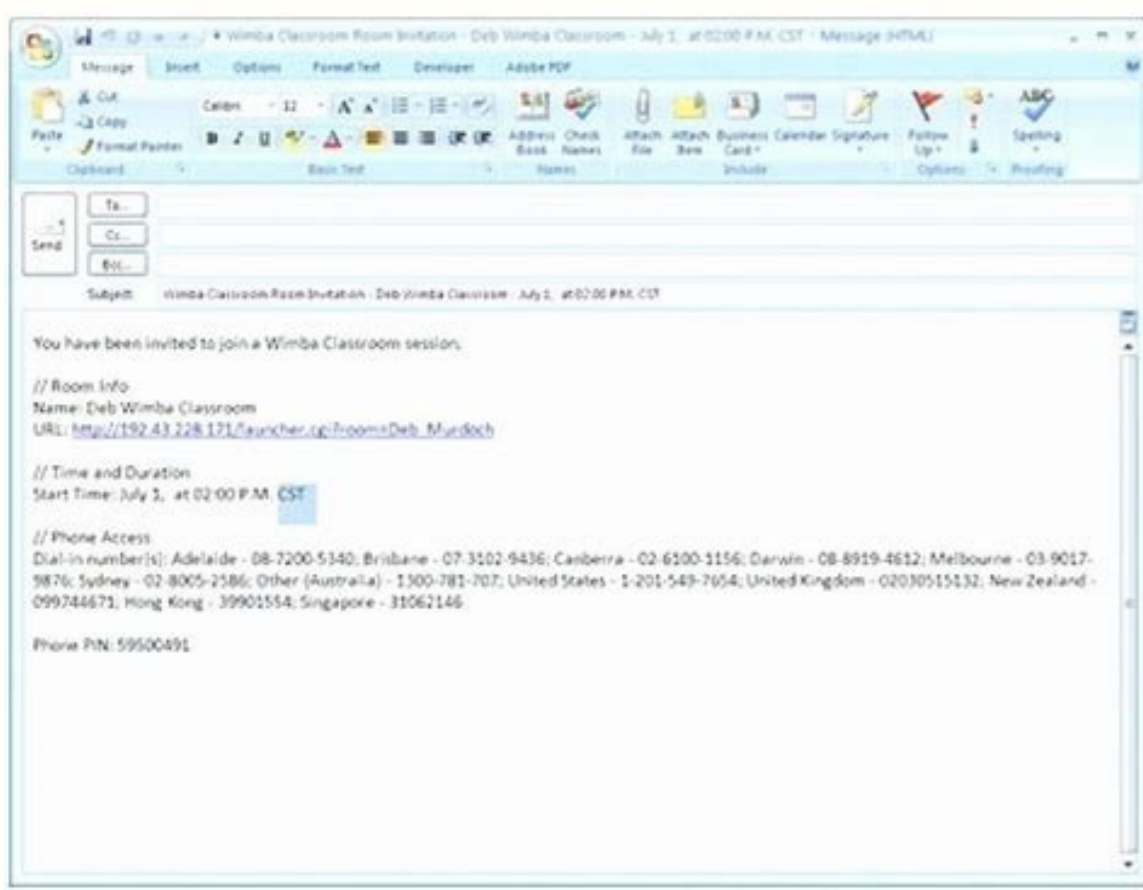 Wimba Classroom Room Invitation - Deb Wimba Classroom - July 1, at 02:00 P.M. CST - Message (HTML)
Message Insert Options Format Text Developer Adobe PDF
Paste
Cut
Copy
Format Painter
Clipboard
Calibri 12
Basic Text
Address Book
Check Names
Names
Attach File
Attach Item
Business Card
Calendar
Signature
Include
Follow Up
Options
ABC
Spelling
Proofing
Send
To...
Cc...
Bcc...
Subject: Wimba Classroom Room Invitation - Deb Wimba Classroom - July 1, at 02:00 P.M. CST
You have been invited to join a Wimba Classroom session.
// Room Info
Name: Deb Wimba Classroom
URL: http://192.43.228.171/launcher.cgi?room=Deb_Murdoch
// Time and Duration
Start Time: July 1, at 02:00 P.M. CST
// Phone Access
Dial-in number(s): Adelaide - 08-7200-5340; Brisbane - 07-3102-9436; Canberra - 02-6100-1156; Darwin - 08-8919-4612; Melbourne - 03-9017-
9876; Sydney - 02-8005-2586; Other (Australia) - 1300-781-707; United States - 1-201-549-7654; United Kingdom - 02030515132; New Zealand -
099744671; Hong Kong - 39901554; Singapore - 31062146
Phone PIN: 59500491